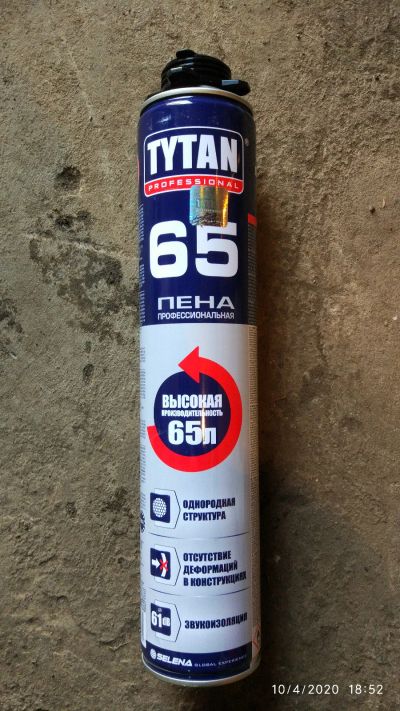 TYTAN
PROFESSIONAL
65
ПЕНА
ПРОФЕССИОНАЛЬНАЯ
ВЫСОКАЯ
ПРОИЗВОДИТЕЛЬНОСТЬ
65л
ОДНОРОДНАЯ
СТРУКТУРА
ОТСУТСТВИЕ
ДЕФОРМАЦИЙ
В КОНСТРУКЦИЯХ
61 dB
ЗВУКОИЗОЛЯЦИЯ
SELENA GLOBAL EXPERIENCE
10/4/2020 18:52